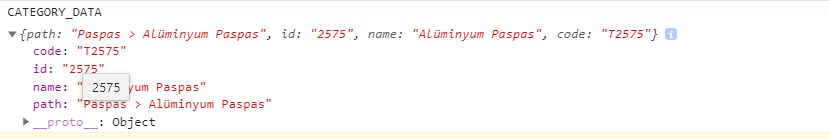 CATEGORY_DATA
▼{path: "Paspas > Alüminyum Paspas", id: "2575", name: "Alüminyum Paspas", code: "T2575"} i
code: "T2575"
id: "2575"
name: " yum Paspas"
2575
path: "Paspas > Alüminyum Paspas"
▶__proto__: Object